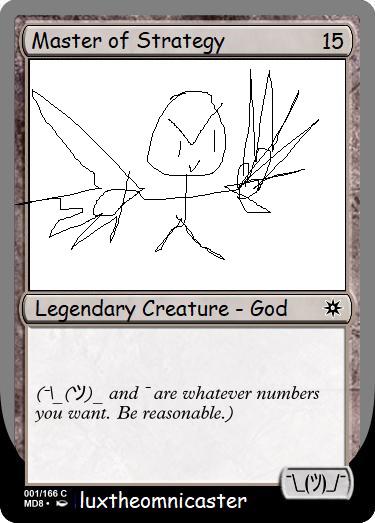 Master of Strategy 15
Legendary Creature - God
(¯\_(ツ)_ and ¯ are whatever numbers
you want. Be reasonable.)
¯\_(ツ)_/¯
001/166 C
MD8 •
luxtheomnicaster